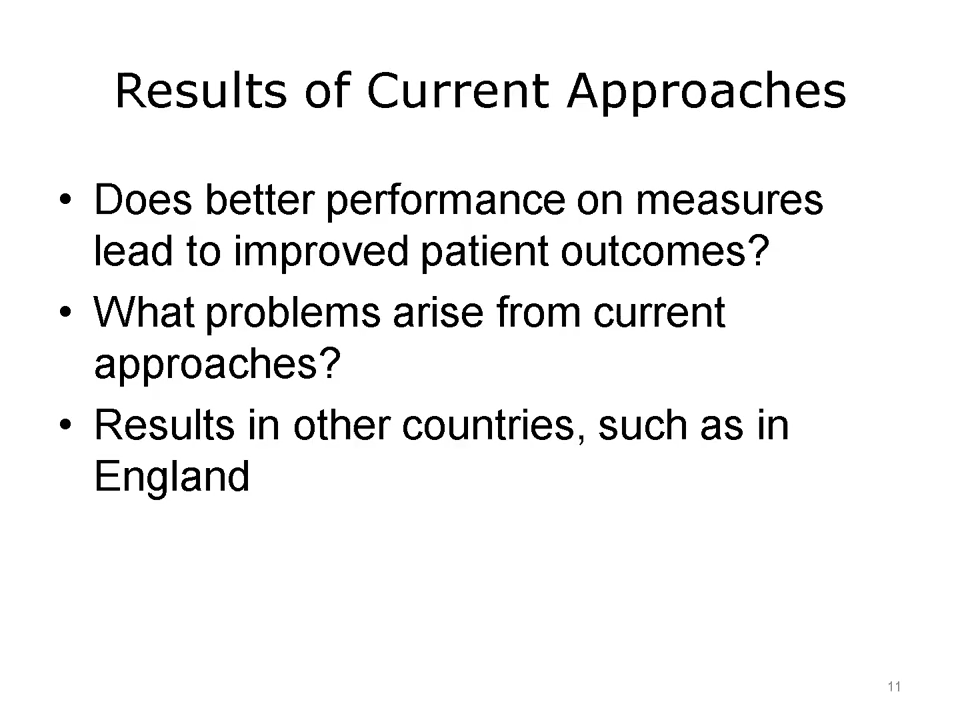 Results of Current Approaches
• Does better performance on measures
lead to improved patient outcomes?
• What problems arise from current
approaches?
• Results in other countries, such as in
England
11